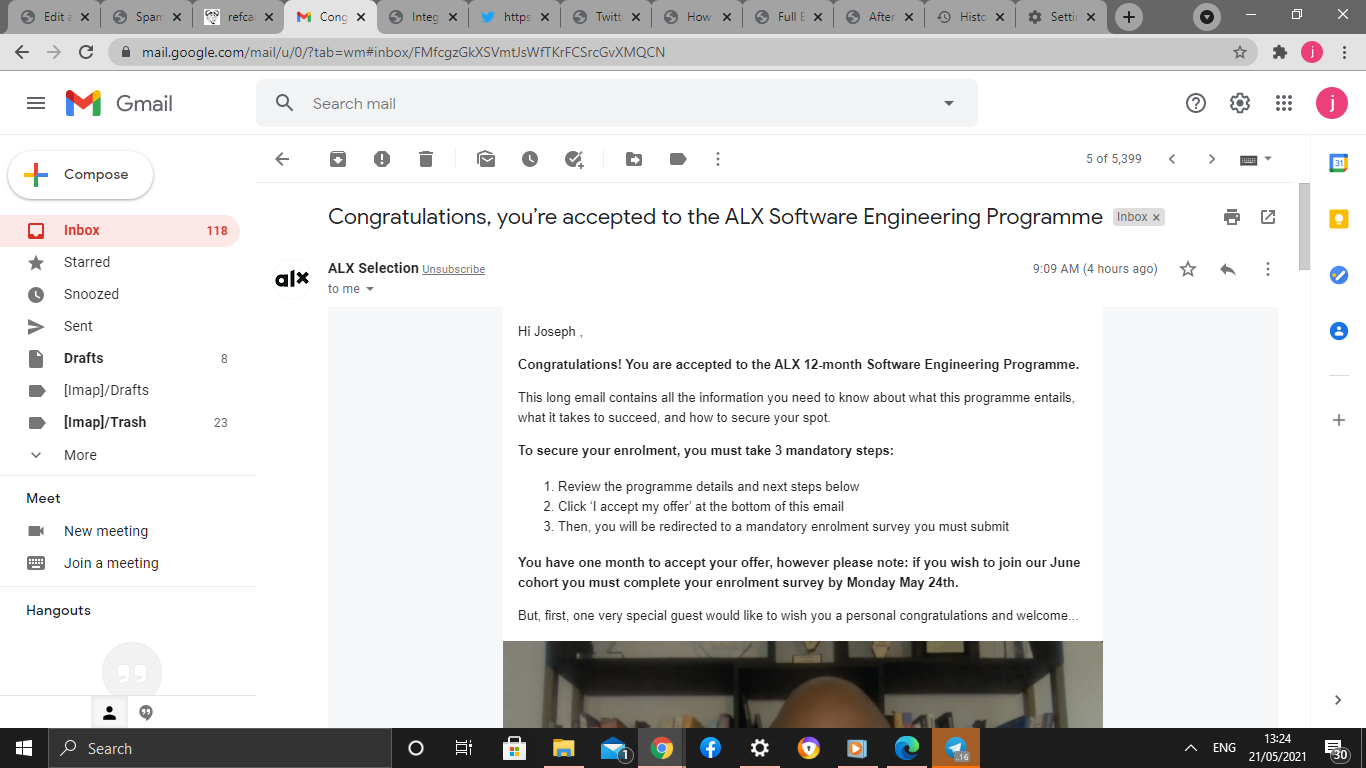 Edit a
Spam
refca
Cong
Integ
https
Twitt
How
Full E
After
Histo
Setti
mail.google.com/mail/u/0/?tab=wm#inbox/FMfcgzGkXSVmtJsWfTKrFCSrcGvXMQCN
j
Gmail
Search mail
j
Compose
5 of 5,399
31
Inbox 118
Starred
Snoozed
Sent
Drafts 8
[Imap]/Drafts
[Imap]/Trash 23
More
Meet
New meeting
Join a meeting
Hangouts
Congratulations, you’re accepted to the ALX Software Engineering Programme Inbox ×
alx
ALX Selection Unsubscribe 9:09 AM (4 hours ago)
to me
Hi Joseph ,
Congratulations! You are accepted to the ALX 12-month Software Engineering Programme.
This long email contains all the information you need to know about what this programme entails,
what it takes to succeed, and how to secure your spot.
To secure your enrolment, you must take 3 mandatory steps:
1. Review the programme details and next steps below
2. Click ‘I accept my offer’ at the bottom of this email
3. Then, you will be redirected to a mandatory enrolment survey you must submit
You have one month to accept your offer, however please note: if you wish to join our June
cohort you must complete your enrolment survey by Monday May 24th.
But, first, one very special guest would like to wish you a personal congratulations and welcome...
Search
1
..16
ENG
13:24
21/05/2021
30